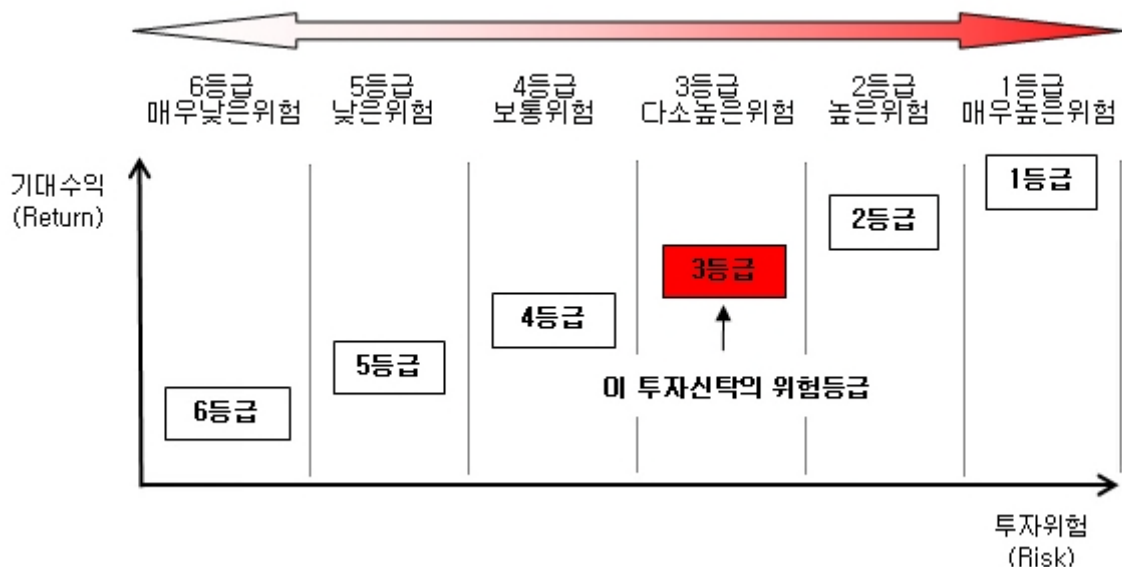 6등급 5등급 4등급 3등급 2등급 1등급
매우낮은위험 낮은위험 보통위험 다소높은위험 높은위험 매우높은위험
기대수익
(Return)
1등급
2등급
3등급
4등급
이 투자신탁의 위험등급
5등급
6등급
투자위험
(Risk)